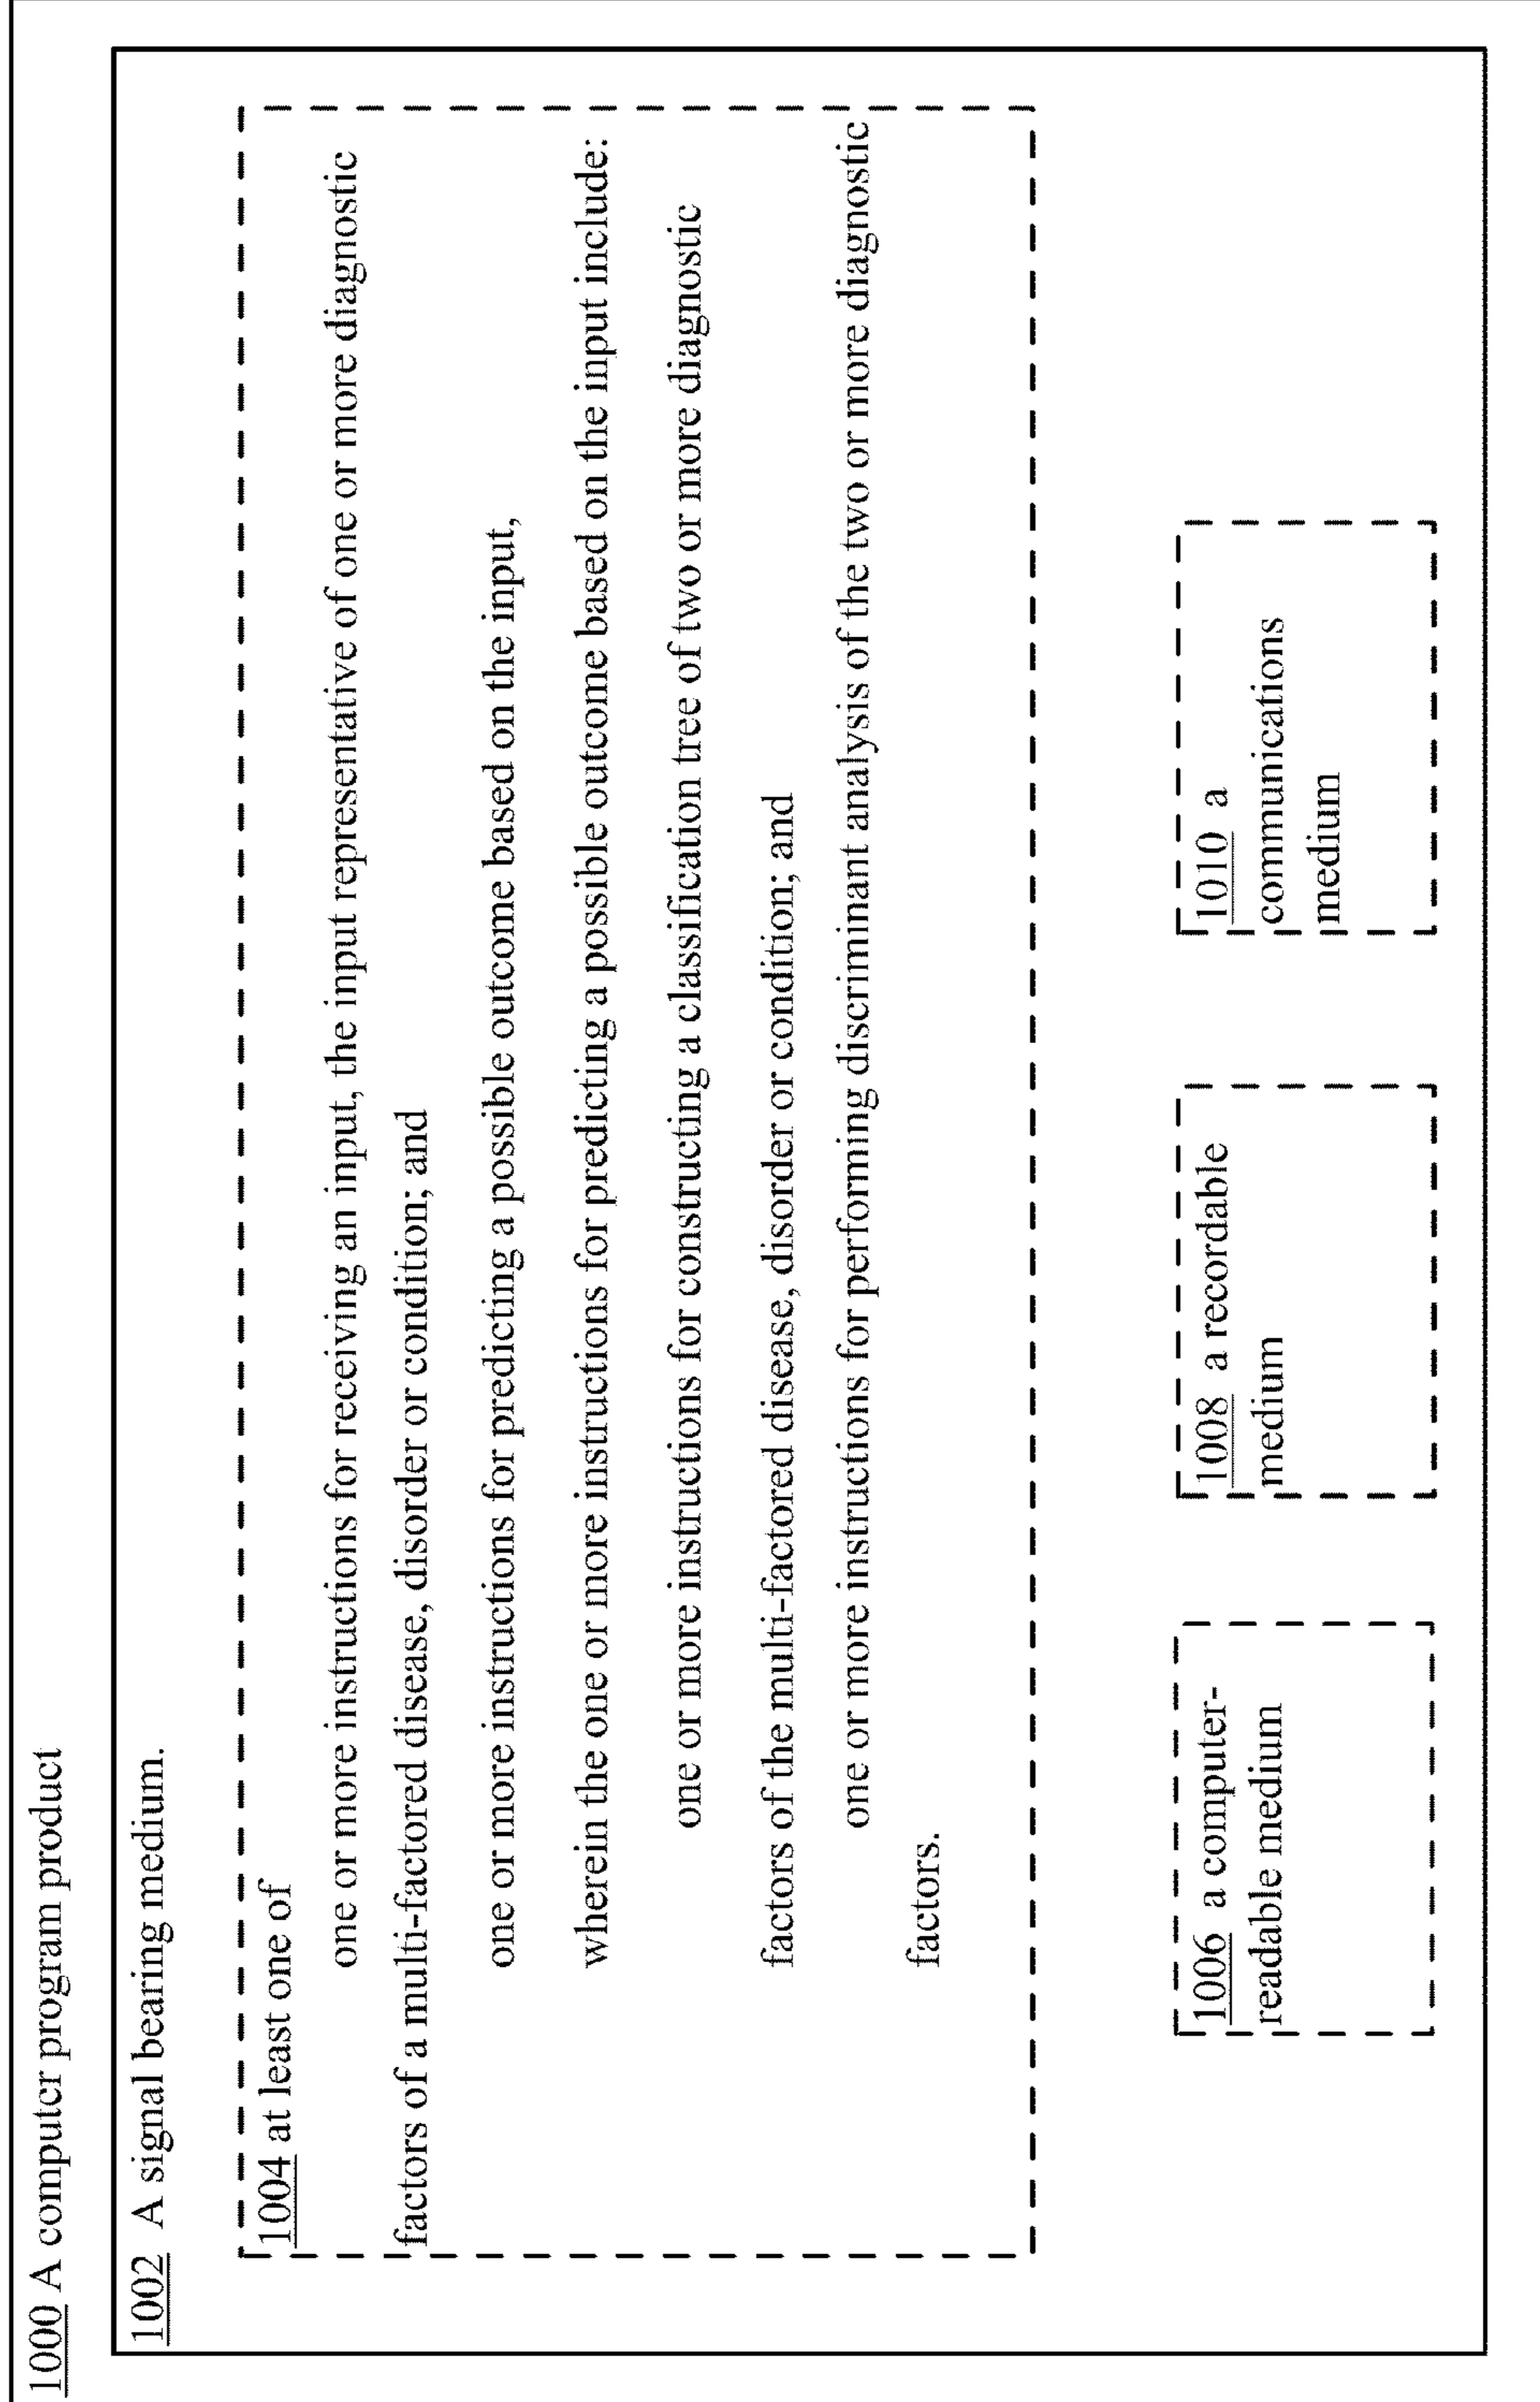 1000 A computer program product
1002 A signal bearing medium.
1004 at least one of
one or more instructions for receiving an input, the input representative of one or more diagnostic
factors of a multi-factored disease, disorder or condition; and
one or more instructions for predicting a possible outcome based on the input,
wherein the one or more instructions for predicting a possible outcome based on the input include:
one or more instructions for constructing a classification tree of two or more diagnostic
factors of the multi-factored disease, disorder or condition; and
one or more instructions for performing discriminant analysis of the two or more diagnostic
factors.
1006 a computer-
readable medium
1008 a recordable
medium
1010 a
communications
medium